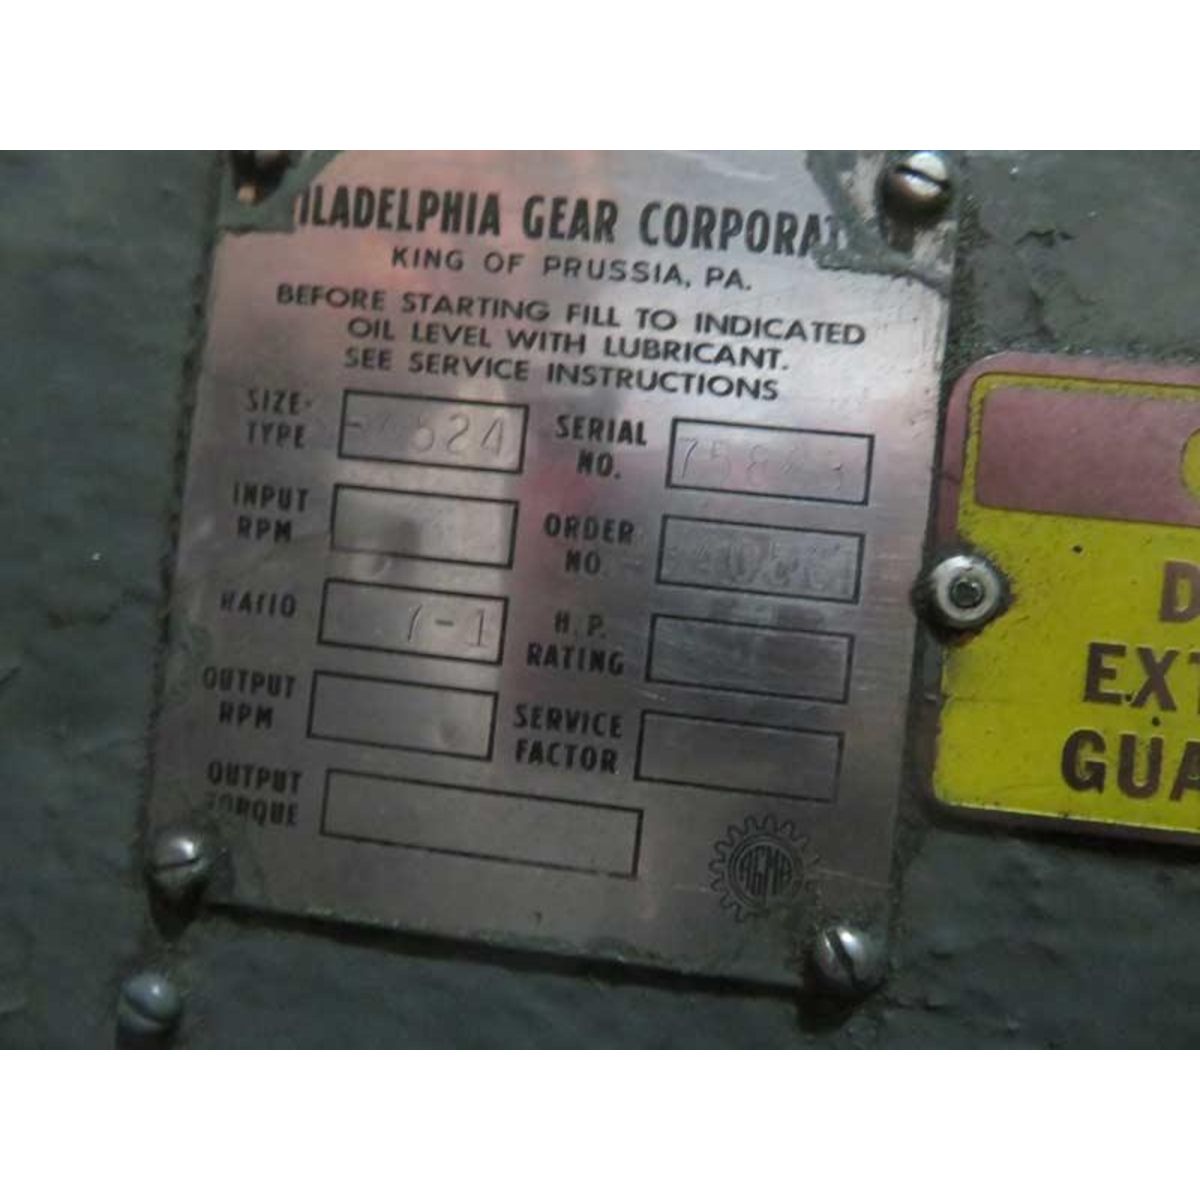 ILADELPHIA GEAR CORPORAT
KING OF PRUSSIA, PA.
BEFORE STARTING FILL TO INDICATED
OIL LEVEL WITH LUBRICANT.
SEE SERVICE INSTRUCTIONS
SIZE-
TYPE
SERIAL
NO.
INPUT
RPM
ORDER
NO
RATIO
1-1
H. P.
RATING
OUTPUT
RPM
SERVICE
FACTOR
OUTPUT
TORQUE
AGMA
D
EXT
GUA